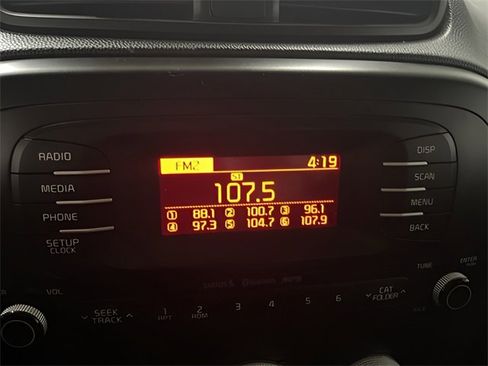 RADIO
MEDIA
PHONE
SETUP
CLOCK
FM2 4:19
ST
107.5
① 88.1 ② 100.7 ③ 96.1
④ 97.3 ⑤ 104.7 ⑥ 107.9
DISP
SCAN
MENU
BACK
VOL
SEEK
TRACK
1 RPT
2 RDM
3
4
5
6
CAT
FOLDER
TUNE
ENTER